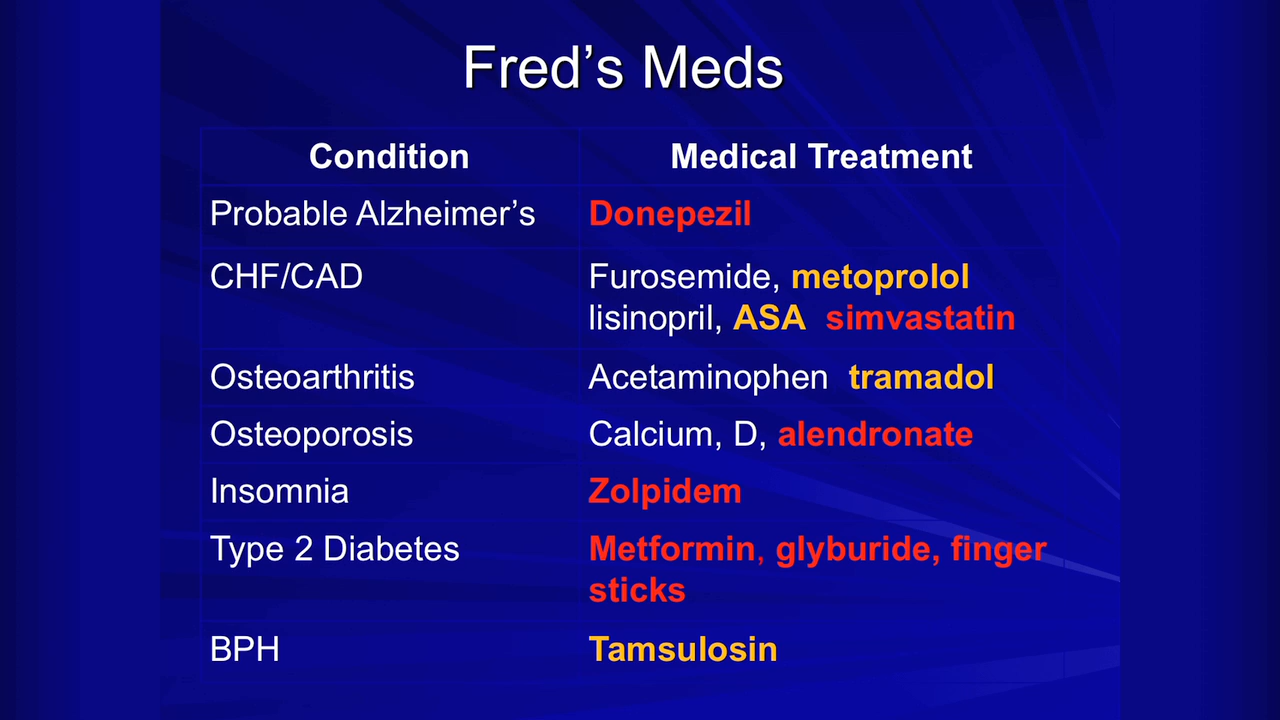 Fred’s Meds
Condition Medical Treatment
Probable Alzheimer’s Donepezil
CHF/CAD Furosemide, metoprolol
lisinopril, ASA simvastatin
Osteoarthritis Acetaminophen tramadol
Osteoporosis Calcium, D, alendronate
Insomnia Zolpidem
Type 2 Diabetes Metformin, glyburide, finger
sticks
BPH Tamsulosin